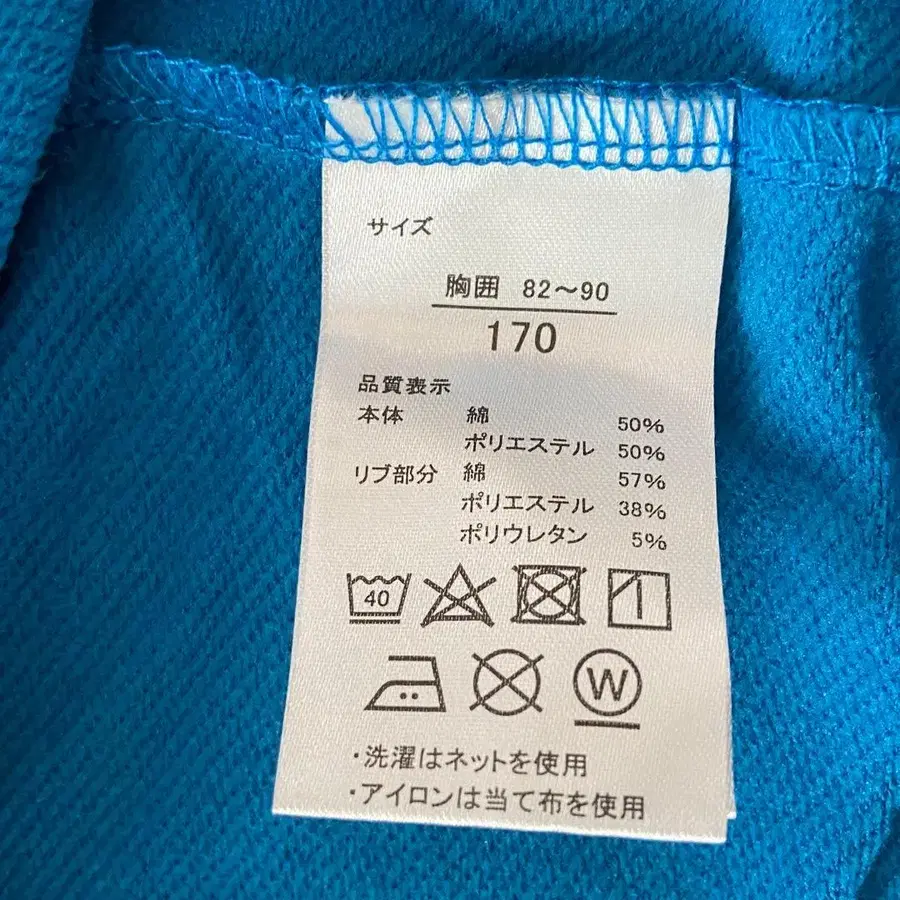 サイズ
胸囲 82～90
170
品質表示
本体 綿 50%
ポリエステル 50%
リブ部分 綿 57%
ポリエステル 38%
ポリウレタン 5%
40
W
・洗濯はネットを使用
・アイロンは当て布を使用